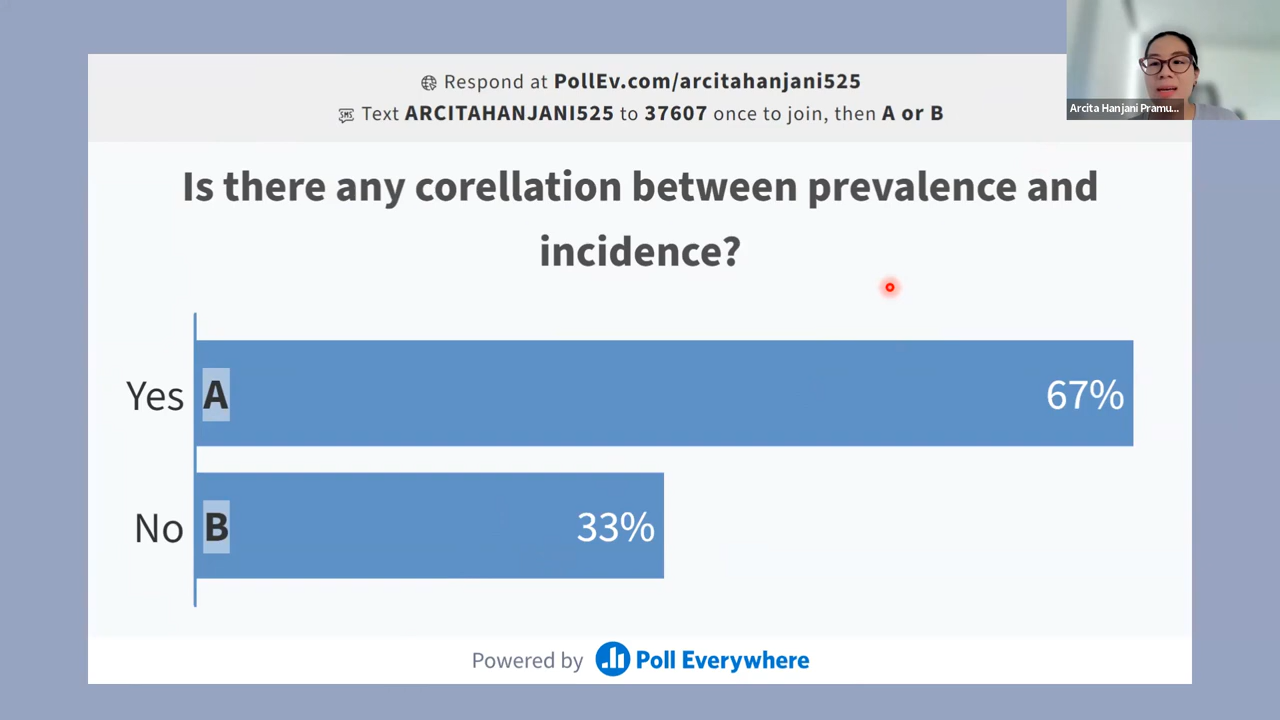 Respond at PollEv.com/arcitahanjani525
Text ARCITAHANJANI525 to 37607 once to join, then A or B
Arcita Hanjani Pramu...
Is there any corellation between prevalence and
incidence?
Yes A 67%
No B 33%
Powered by Poll Everywhere